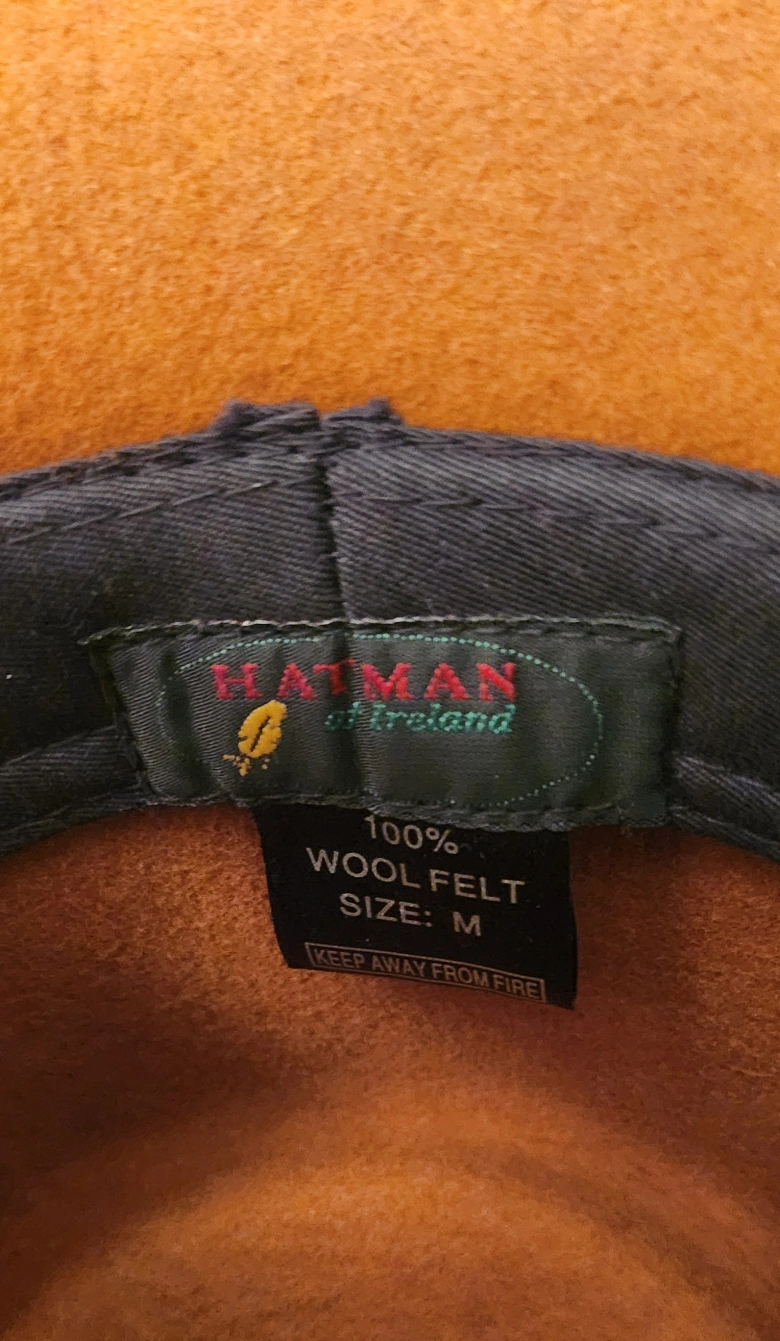 HATMAN
of Ireland
100%
WOOL FELT
SIZE: M
KEEP AWAY FROM FIRE